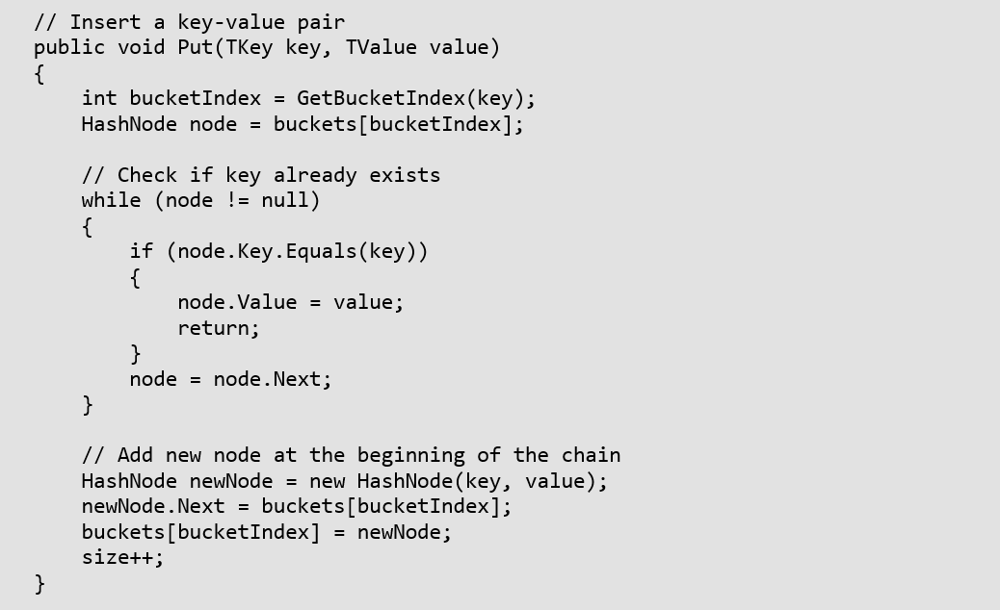 // Insert a key-value pair
public void Put(TKey key, TValue value)
{
    int bucketIndex = GetBucketIndex(key);
    HashNode node = buckets[bucketIndex];

    // Check if key already exists
    while (node != null)
    {
        if (node.Key.Equals(key))
        {
            node.Value = value;
            return;
        }
        node = node.Next;
    }

    // Add new node at the beginning of the chain
    HashNode newNode = new HashNode(key, value);
    newNode.Next = buckets[bucketIndex];
    buckets[bucketIndex] = newNode;
    size++;
}